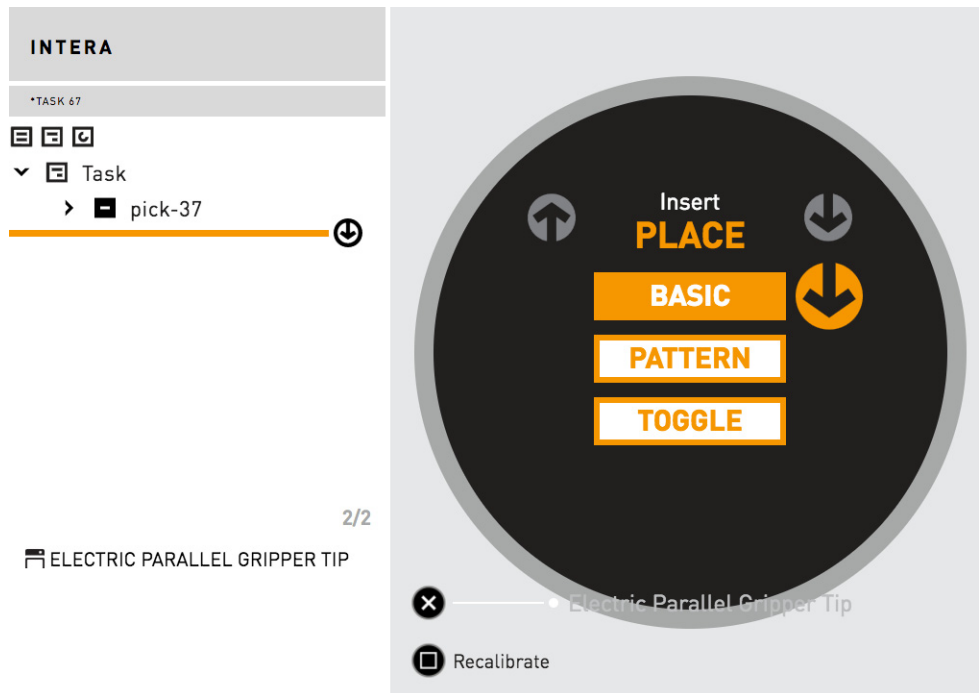 INTERA
*TASK 67
Task
pick-37
2/2
ELECTRIC PARALLEL GRIPPER TIP
Insert
PLACE
BASIC
PATTERN
TOGGLE
Electric Parallel Gripper Tip
Recalibrate